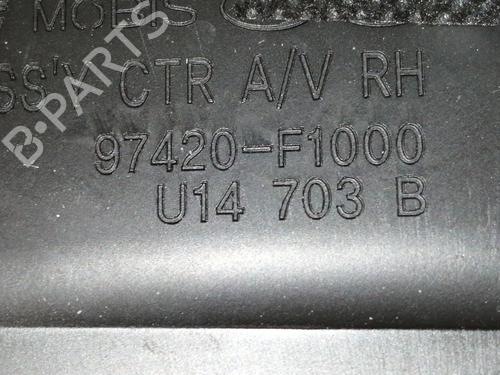 MOBIS
SS'Y CTR A/V RH
97420-F1000
U14 703 B
B-PARTS